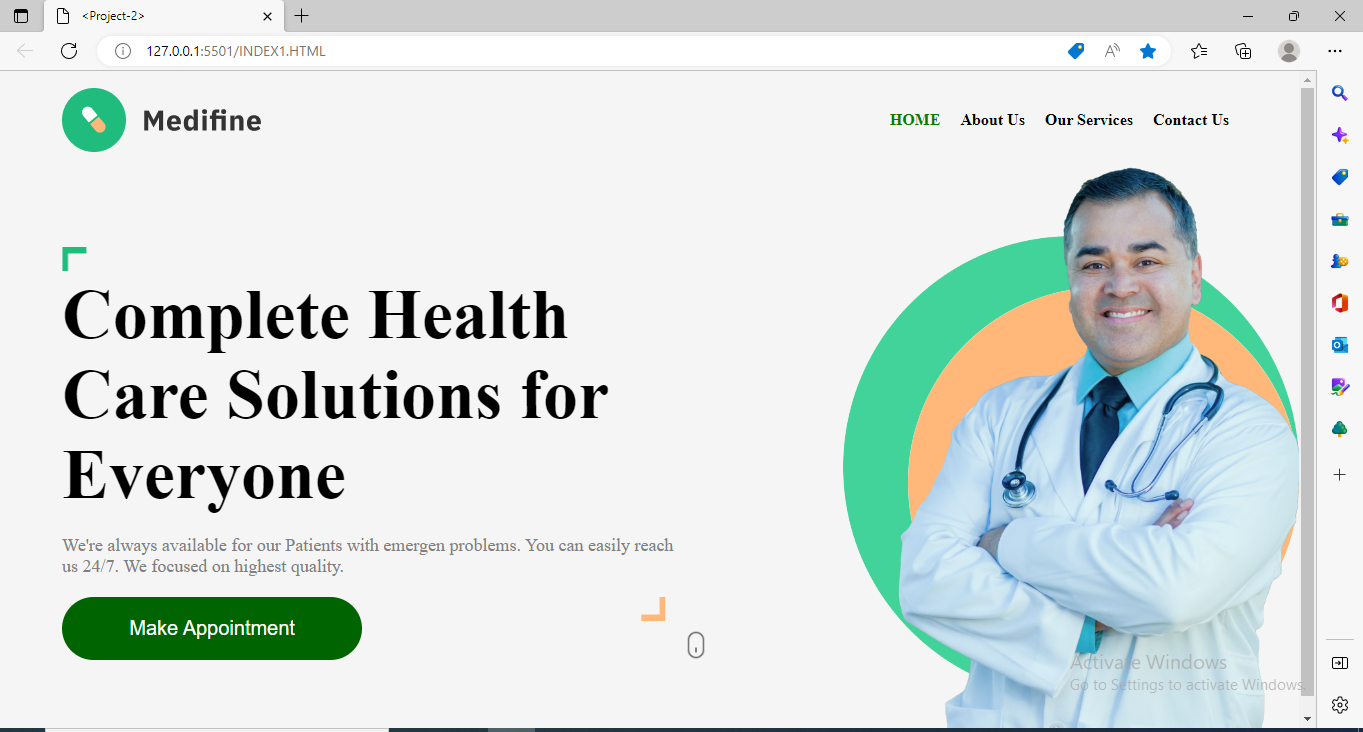 <Project-2>
127.0.0.1:5501/INDEX1.HTML
Medifine
HOME About Us Our Services Contact Us
Complete Health
Care Solutions for
Everyone
We're always available for our Patients with emergen problems. You can easily reach
us 24/7. We focused on highest quality.
Make Appointment
Activate Windows
Go to Settings to activate Windows.